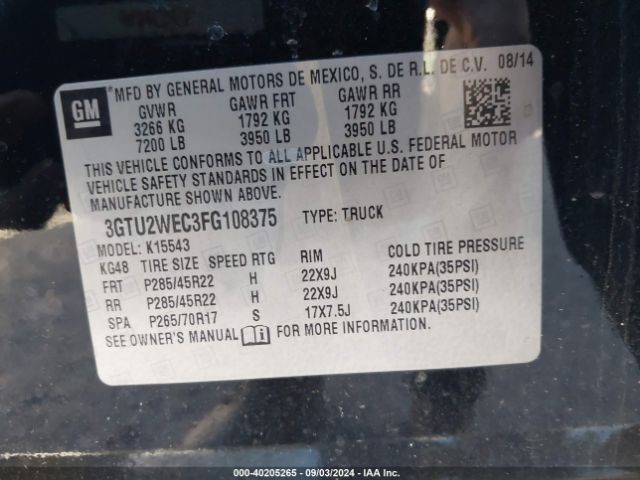 GM
*MFD BY GENERAL MOTORS DE MEXICO, S. DE R.L. DE C.V. 08/14
GVWR GAWR FRT GAWR RR
3266 KG 1792 KG 1792 KG
7200 LB 3950 LB 3950 LB
THIS VEHICLE CONFORMS TO ALL APPLICABLE U.S. FEDERAL MOTOR
VEHICLE SAFETY STANDARDS IN EFFECT ON THE DATE OF
MANUFACTURE SHOWN ABOVE.
3GTU2WEC3FG108375 TYPE: TRUCK
MODEL: K15543
KG48 TIRE SIZE SPEED RTG RIM COLD TIRE PRESSURE
FRT P285/45R22 H 22X9J 240KPA(35PSI)
RR P285/45R22 H 22X9J 240KPA(35PSI)
SPA P265/70R17 S 17X7.5J 240KPA(35PSI)
SEE OWNER'S MANUAL i FOR MORE INFORMATION.
000-40205265 - 09/03/2024 - IAA Inc.